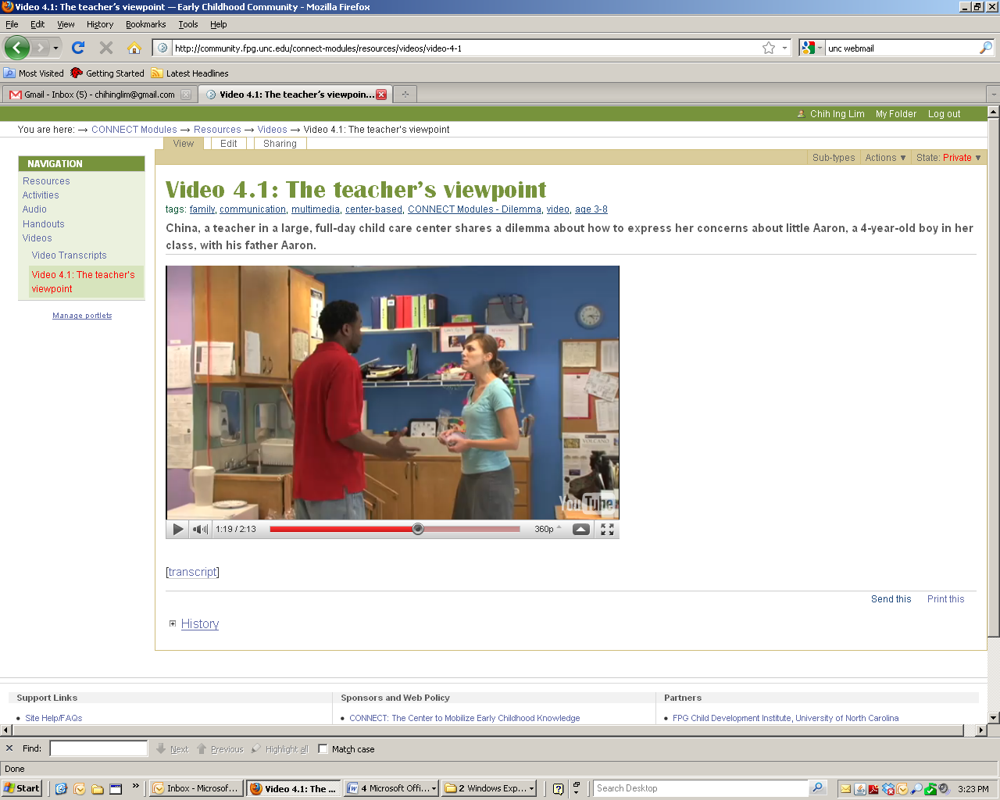 Video 4.1: The teacher's viewpoint — Early Childhood Community - Mozilla Firefox
File Edit View History Bookmarks Tools Help
http://community.fpg.unc.edu/connect-modules/resources/videos/video-4-1
unc webmail
Most Visited Getting Started Latest Headlines
Gmail - Inbox (5) - chihinglim@gmail.com
Video 4.1: The teacher's viewpoin...
Chih Ing Lim My Folder Log out
You are here: → CONNECT Modules → Resources → Videos → Video 4.1: The teacher's viewpoint
View Edit Sharing
Sub-types Actions ▼ State: Private ▼
NAVIGATION
Resources
Activities
Audio
Handouts
Videos
Video Transcripts
Video 4.1: The teacher's
viewpoint
Manage portlets
Video 4.1: The teacher's viewpoint
tags: family, communication, multimedia, center-based, CONNECT Modules - Dilemma, video, age 3-8
China, a teacher in a large, full-day child care center shares a dilemma about how to express her concerns about little Aaron, a 4-year-old boy in her
class, with his father Aaron.
VOLCANO
YouTube
1:19 / 2:13
360p
[transcript]
Send this Print this
History
Support Links
Site Help/FAQs
Sponsors and Web Policy
CONNECT: The Center to Mobilize Early Childhood Knowledge
Partners
FPG Child Development Institute, University of North Carolina
Find: Next Previous Highlight all Match case
Done
Start
Inbox - Microsof...
Video 4.1: The ...
4 Microsoft Offi...
2 Windows Exp...
Search Desktop
3:23 PM